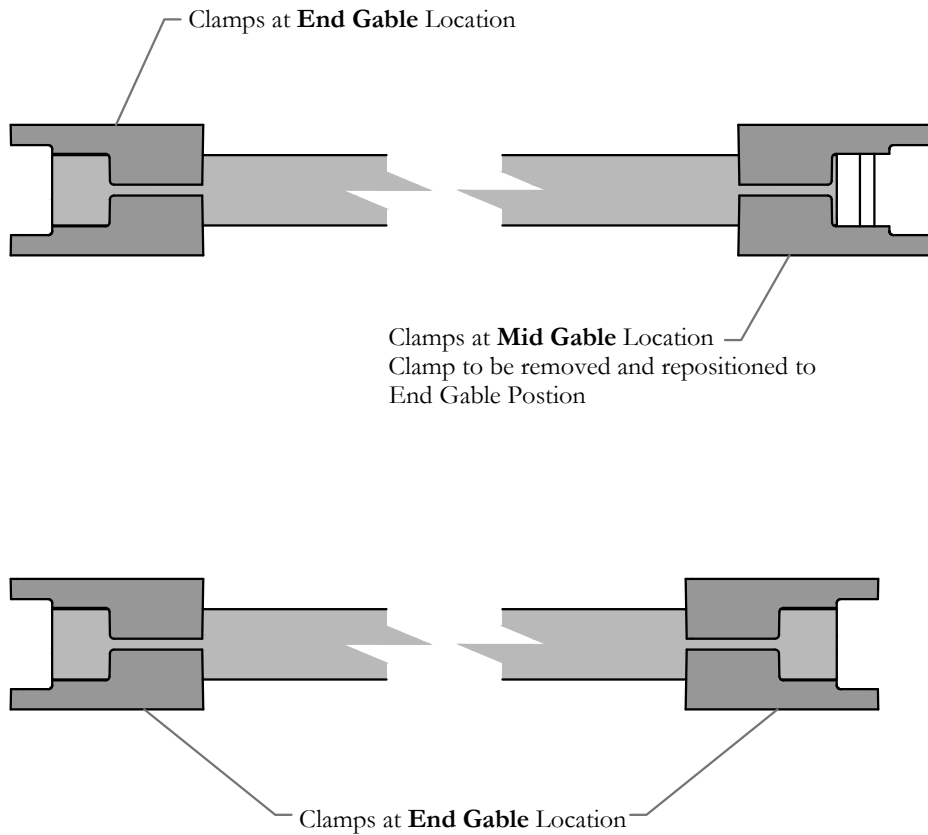 Clamps at End Gable Location
Clamps at Mid Gable Location
Clamp to be removed and repositioned to
End Gable Postion
Clamps at End Gable Location